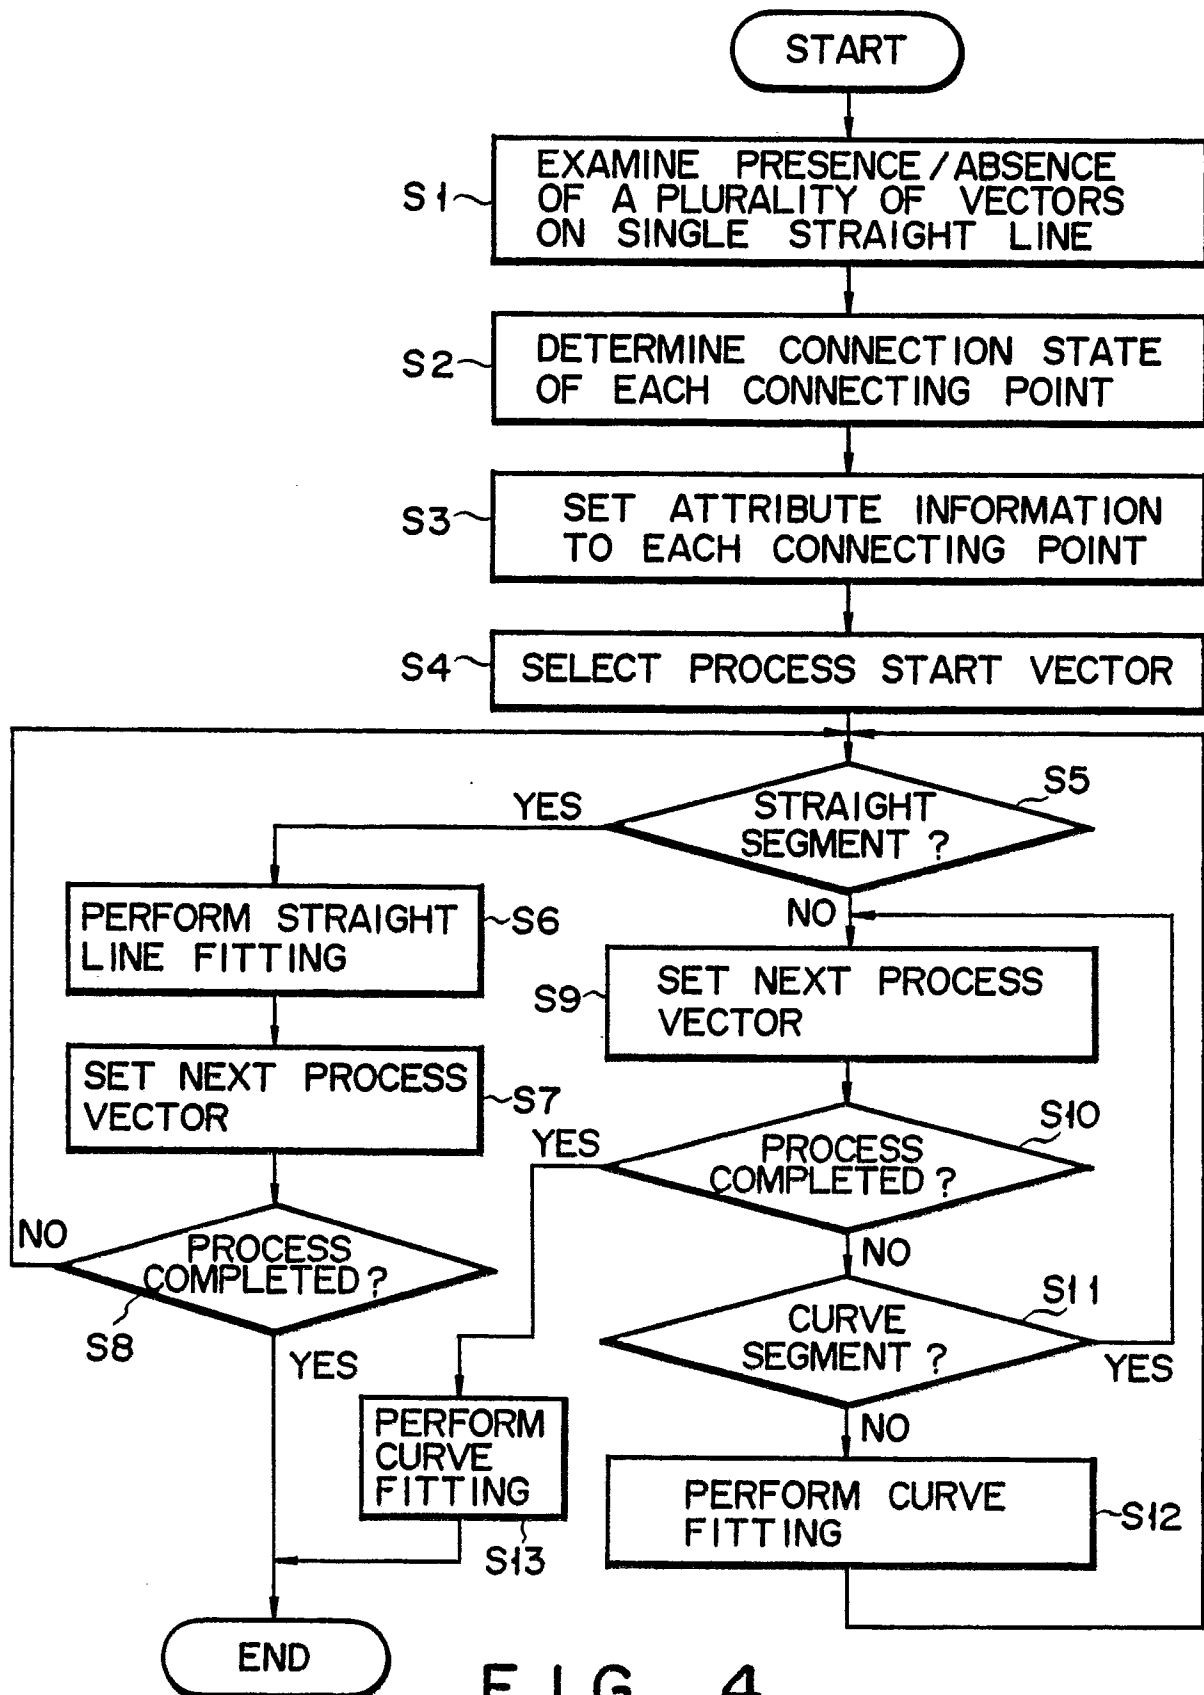 START
S1
EXAMINE PRESENCE/ABSENCE
OF A PLURALITY OF VECTORS
ON SINGLE STRAIGHT LINE
S2
DETERMINE CONNECTION STATE
OF EACH CONNECTING POINT
S3
SET ATTRIBUTE INFORMATION
TO EACH CONNECTING POINT
S4
SELECT PROCESS START VECTOR
S5
STRAIGHT
SEGMENT ?
YES
NO
PERFORM STRAIGHT
LINE FITTING
S6
SET NEXT PROCESS
VECTOR
S9
SET NEXT PROCESS
VECTOR
S7
YES
PROCESS
COMPLETED ?
S10
NO
NO
PROCESS
COMPLETED ?
S8
YES
CURVE
SEGMENT ?
S11
YES
NO
PERFORM
CURVE
FITTING
S13
PERFORM CURVE
FITTING
S12
END
FIG. 4